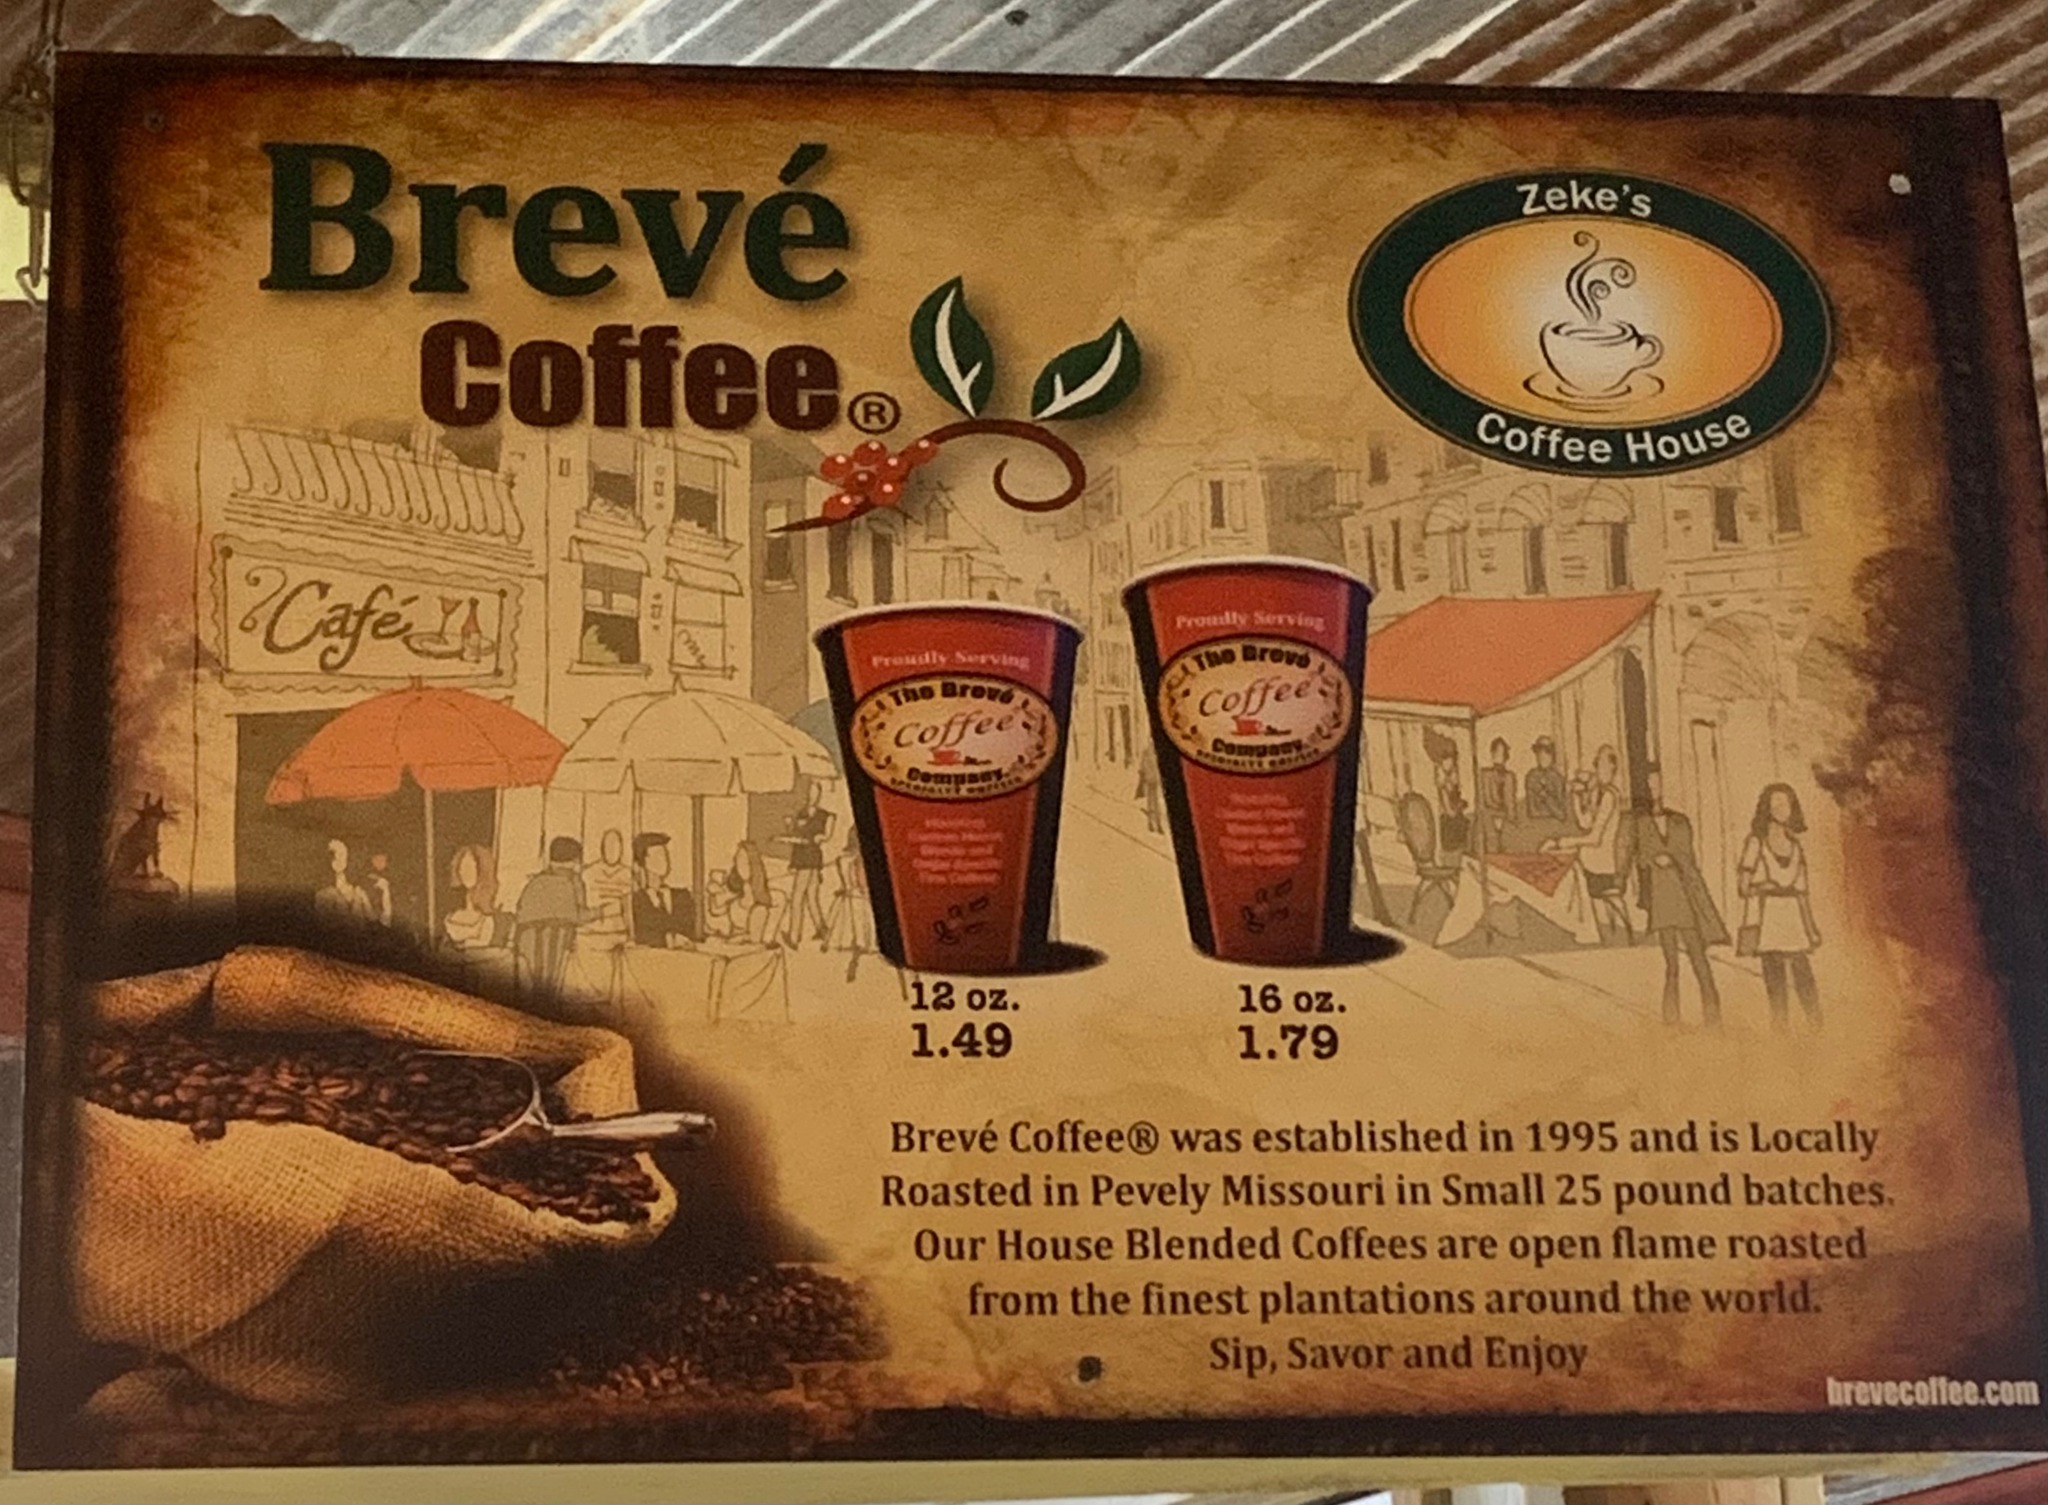 Brevé
Coffee®
Zeke's
Coffee House
Café
Proudly Serving
The Brevé
Coffee
Company
Proudly Serving
The Brevé
Coffee
Company
12 oz.
1.49
16 oz.
1.79
Brevé Coffee® was established in 1995 and is Locally
Roasted in Pevely Missouri in Small 25 pound batches.
Our House Blended Coffees are open flame roasted
from the finest plantations around the world.
Sip, Savor and Enjoy
brevecoffee.com